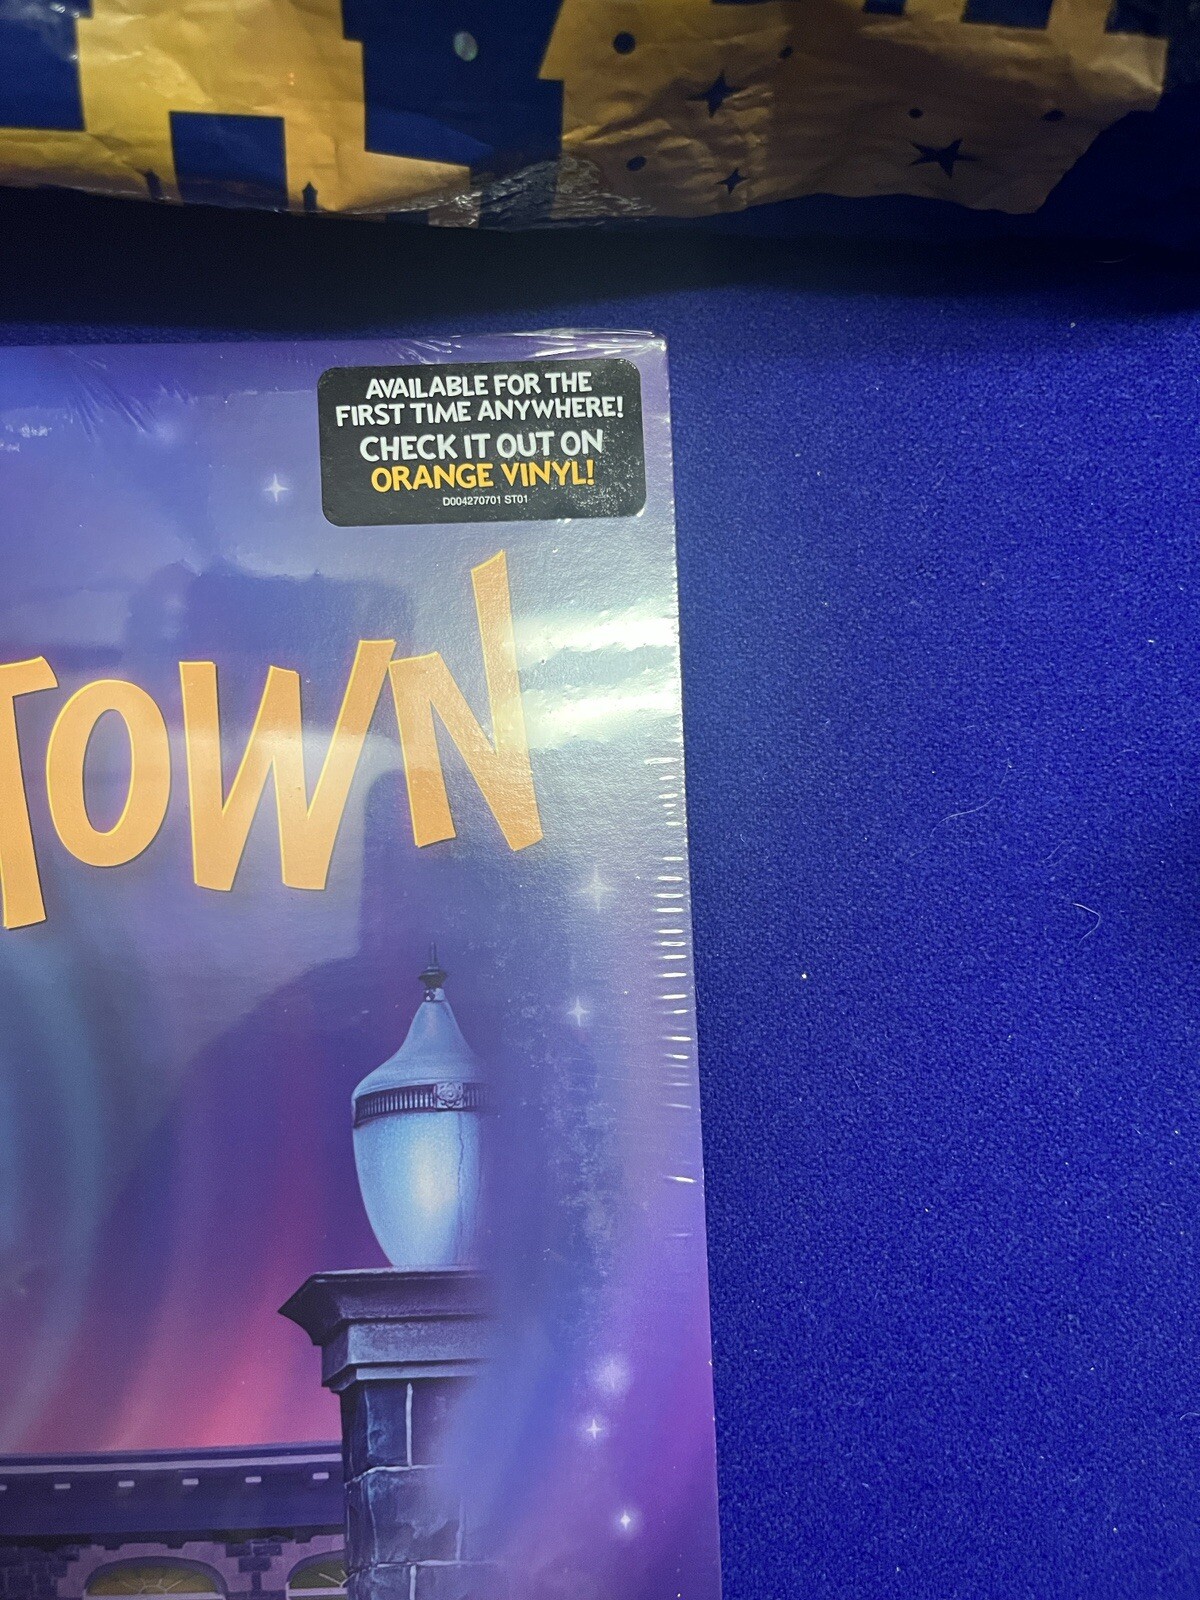 AVAILABLE FOR THE
FIRST TIME ANYWHERE!
CHECK IT OUT ON
ORANGE VINYL!
D004270701 ST01
TOWN